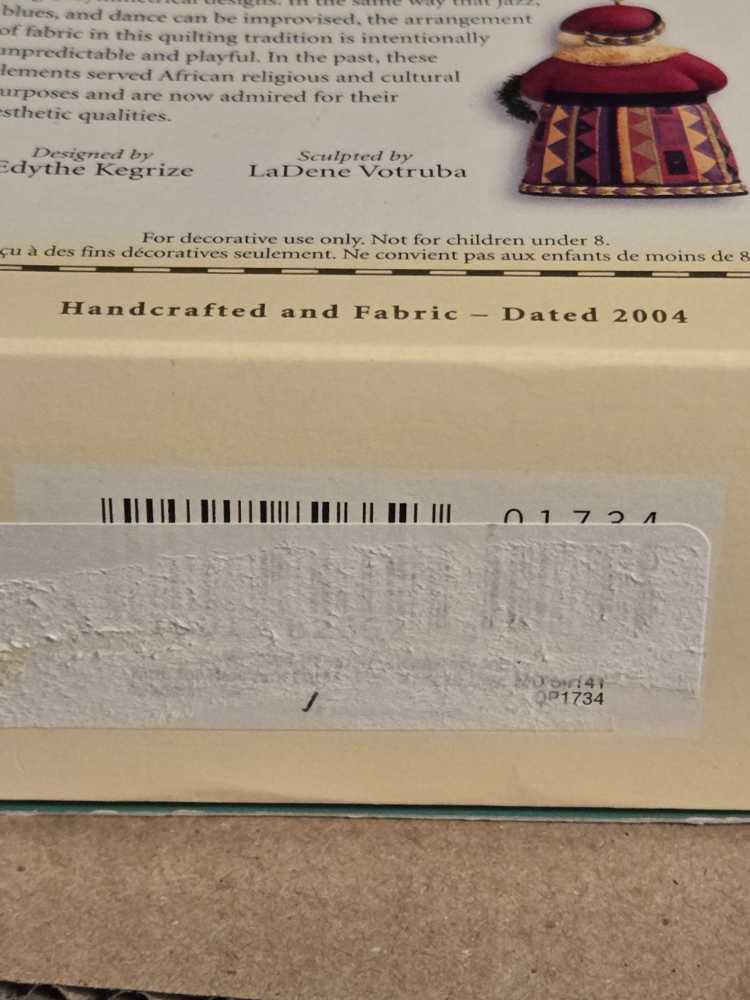 blues, and dance can be improvised, the arrangement
of fabric in this quilting tradition is intentionally
unpredictable and playful. In the past, these
elements served African religious and cultural
urposes and are now admired for their
esthetic qualities.
Designed by
Edythe Kegrize
Sculpted by
LaDene Votruba
For decorative use only. Not for children under 8.
çu à des fins décoratives seulement. Ne convient pas aux enfants de moins de 8
Handcrafted and Fabric – Dated 2004
01734
QP1734